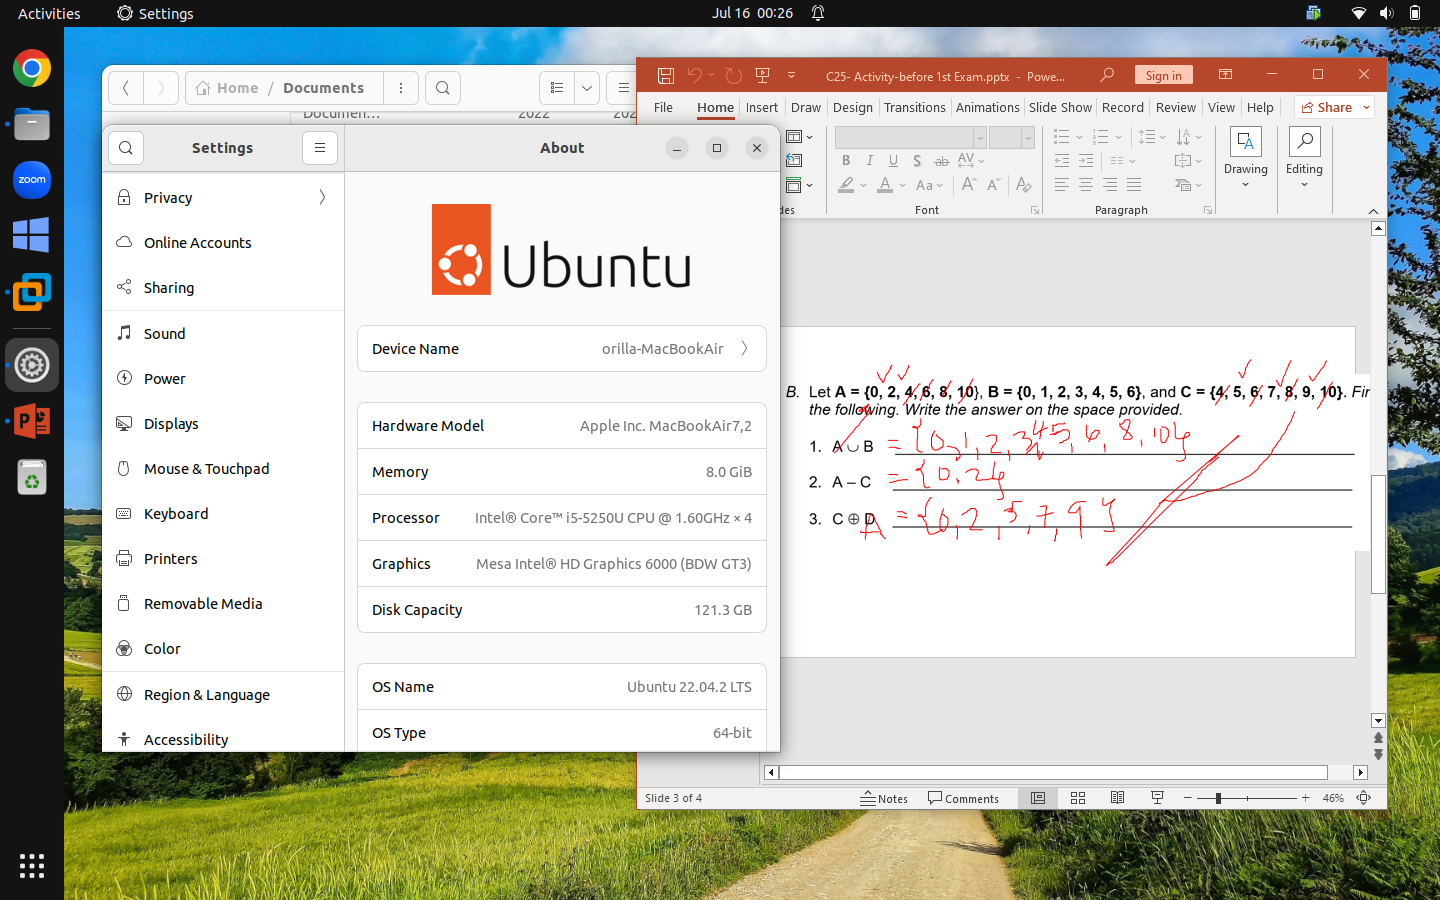 Activities Settings Jul 16 00:26
Home / Documents
Documen... 2022
C25- Activity-before 1st Exam.pptx - Powe... Sign in
File Home Insert Draw Design Transitions Animations Slide Show Record Review View Help Share
Drawing Editing
Font Paragraph
Settings About
Privacy
Online Accounts
Sharing
Sound
Power
Displays
Mouse & Touchpad
Keyboard
Printers
Removable Media
Color
Region & Language
Accessibility
Ubuntu
Device Name orilla-MacBookAir
Hardware Model Apple Inc. MacBookAir7,2
Memory 8.0 GiB
Processor Intel® Core™ i5-5250U CPU @ 1.60GHz × 4
Graphics Mesa Intel® HD Graphics 6000 (BDW GT3)
Disk Capacity 121.3 GB
OS Name Ubuntu 22.04.2 LTS
OS Type 64-bit
B. Let A = {0, 2, 4, 6, 8, 10}, B = {0, 1, 2, 3, 4, 5, 6}, and C = {4, 5, 6, 7, 8, 9, 10}. Fin
the following. Write the answer on the space provided.
1. A ∪ B = {0, 1, 2, 3, 4, 5, 6, 8, 10}
2. A – C = {0, 2}
3. C ⊕ D A = {0, 2, 5, 7, 9}
Slide 3 of 4 Notes Comments 46%
zoom